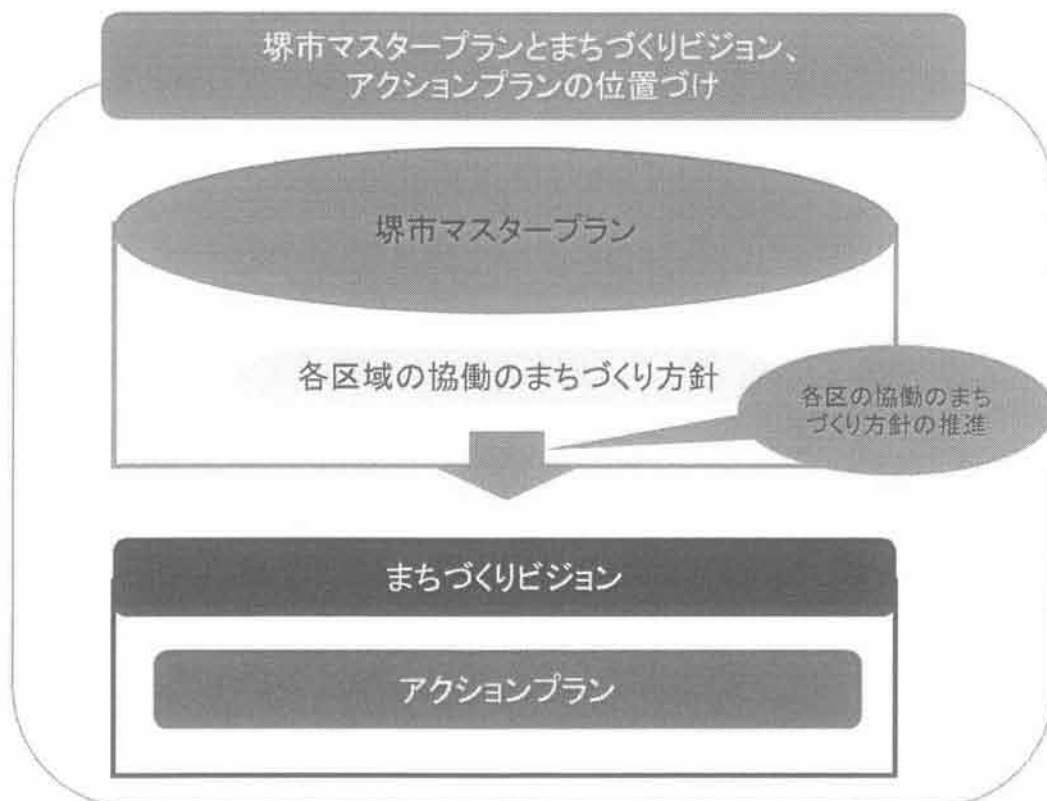 堺市マスタープランとまちづくりビジョン、
アクションプランの位置づけ
堺市マスタープラン
各区域の協働のまちづくり方針
各区の協働のまち
づくり方針の推進
まちづくりビジョン
アクションプラン